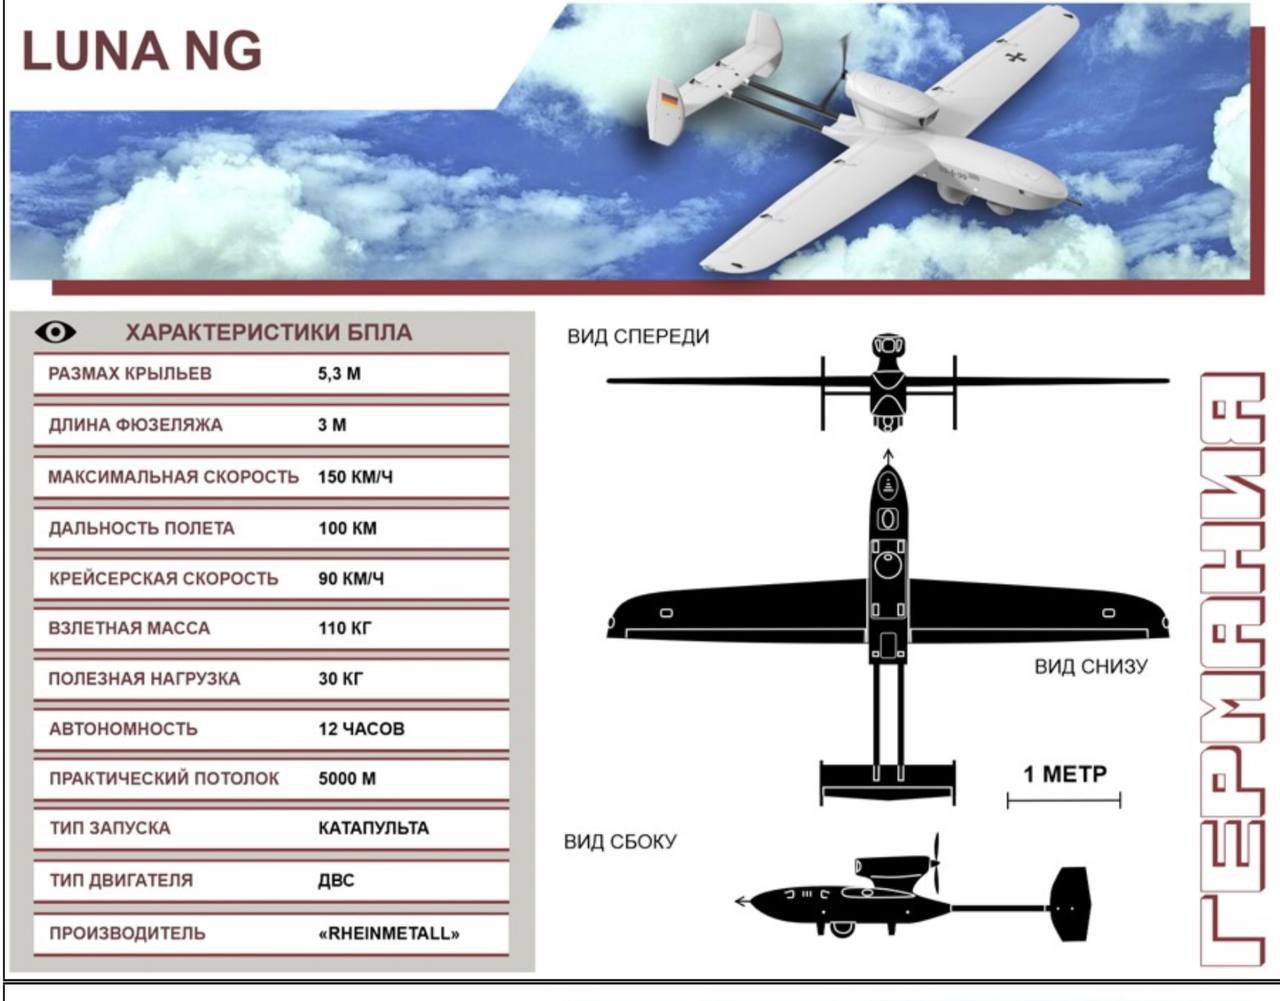 LUNA NG
ХАРАКТЕРИСТИКИ БПЛА
РАЗМАХ КРЫЛЬЕВ 5,3 М
ДЛИНА ФЮЗЕЛЯЖА 3 М
МАКСИМАЛЬНАЯ СКОРОСТЬ 150 КМ/Ч
ДАЛЬНОСТЬ ПОЛЕТА 100 КМ
КРЕЙСЕРСКАЯ СКОРОСТЬ 90 КМ/Ч
ВЗЛЕТНАЯ МАССА 110 КГ
ПОЛЕЗНАЯ НАГРУЗКА 30 КГ
АВТОНОМНОСТЬ 12 ЧАСОВ
ПРАКТИЧЕСКИЙ ПОТОЛОК 5000 М
ТИП ЗАПУСКА КАТАПУЛЬТА
ТИП ДВИГАТЕЛЯ ДВС
ПРОИЗВОДИТЕЛЬ «RHEINMETALL»
ВИД СПЕРЕДИ
ВИД СНИЗУ
1 МЕТР
ВИД СБОКУ
ГЕРМАНИЯ